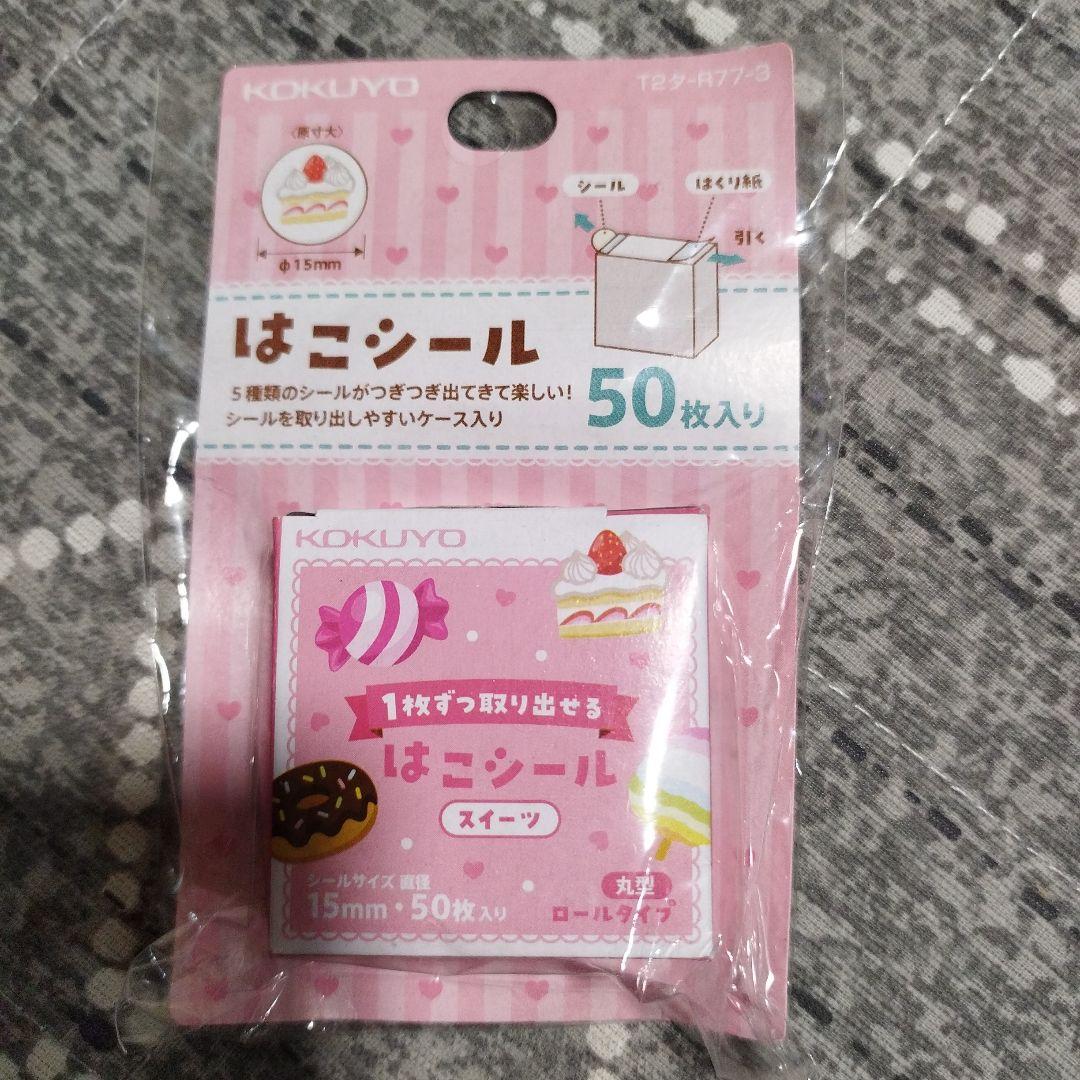 KOKUYO
T2タ-R77-3
〈原寸大〉
φ15mm
シール
はくり紙
引く
はこシール
5種類のシールがつぎつぎ出てきて楽しい!
シールを取り出しやすいケース入り
50枚入り
KOKUYO
1枚ずつ取り出せる
はこシール
スイーツ
シールサイズ 直径
15mm・50枚入り
丸型
ロールタイプ